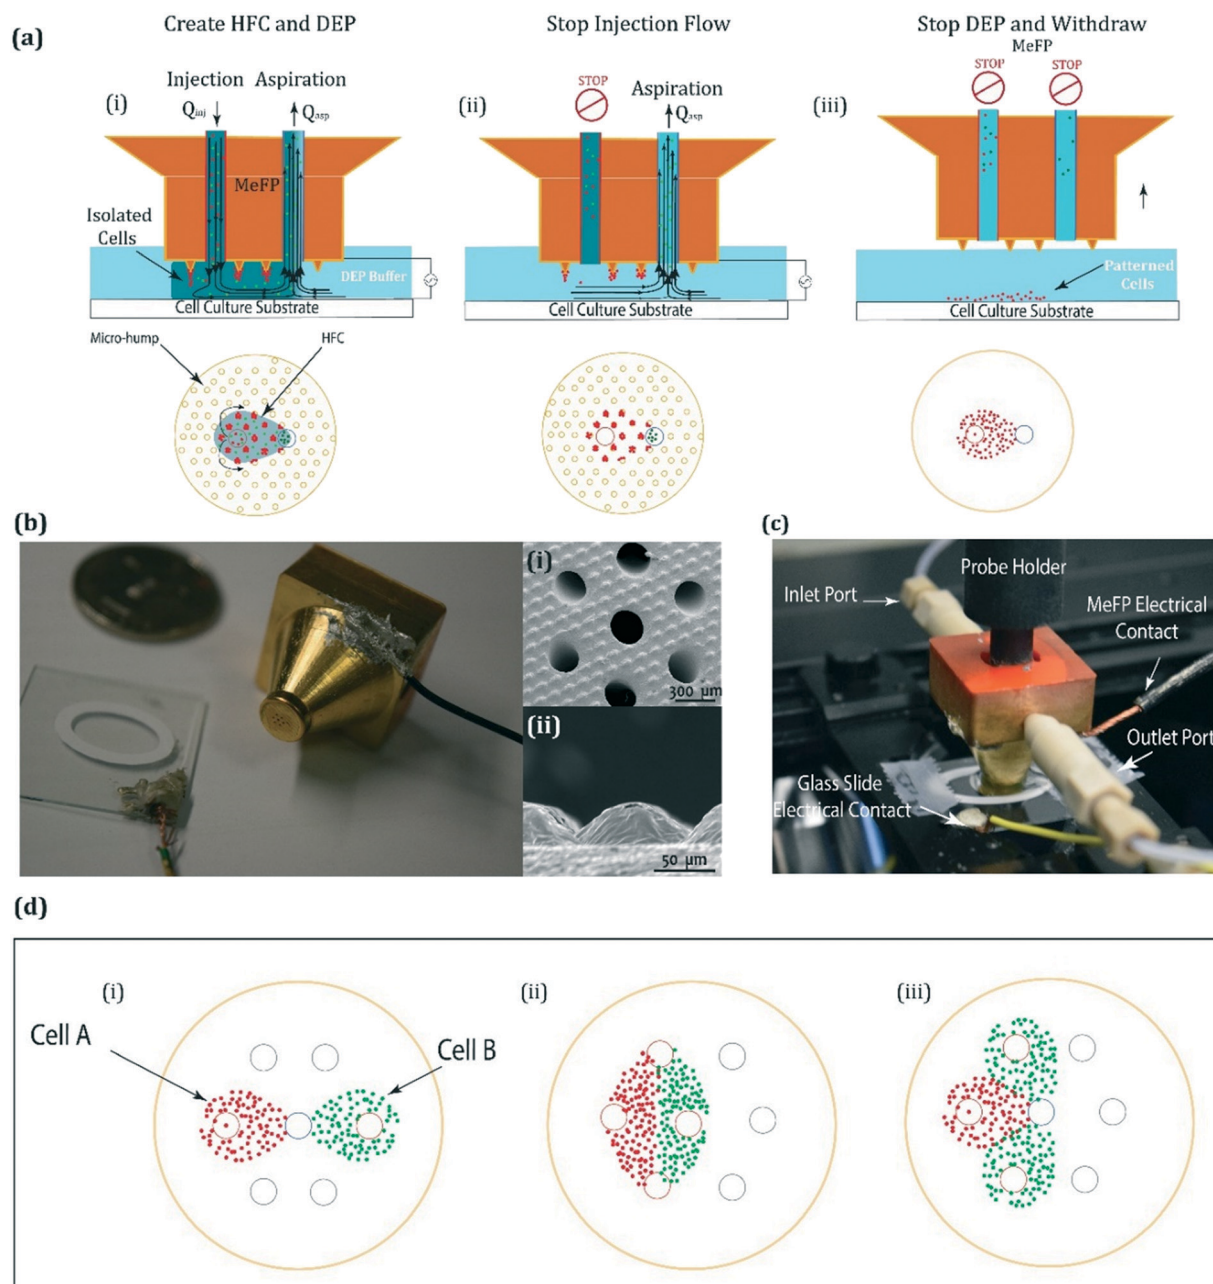 Create HFC and DEP
Stop Injection Flow
Stop DEP and Withdraw
MeFP
(a)
(i)
Injection
Aspiration
Qinj
Qasp
MeFP
Isolated
Cells
DEP Buffer
Cell Culture Substrate
Micro-hump
HFC
(ii)
STOP
Aspiration
Qasp
Cell Culture Substrate
(iii)
STOP
STOP
Patterned
Cells
Cell Culture Substrate
(b)
(i)
300 µm
(ii)
50 µm
(c)
Probe Holder
Inlet Port
MeFP Electrical
Contact
Outlet Port
Glass Slide
Electrical Contact
(d)
(i)
Cell A
Cell B
(ii)
(iii)